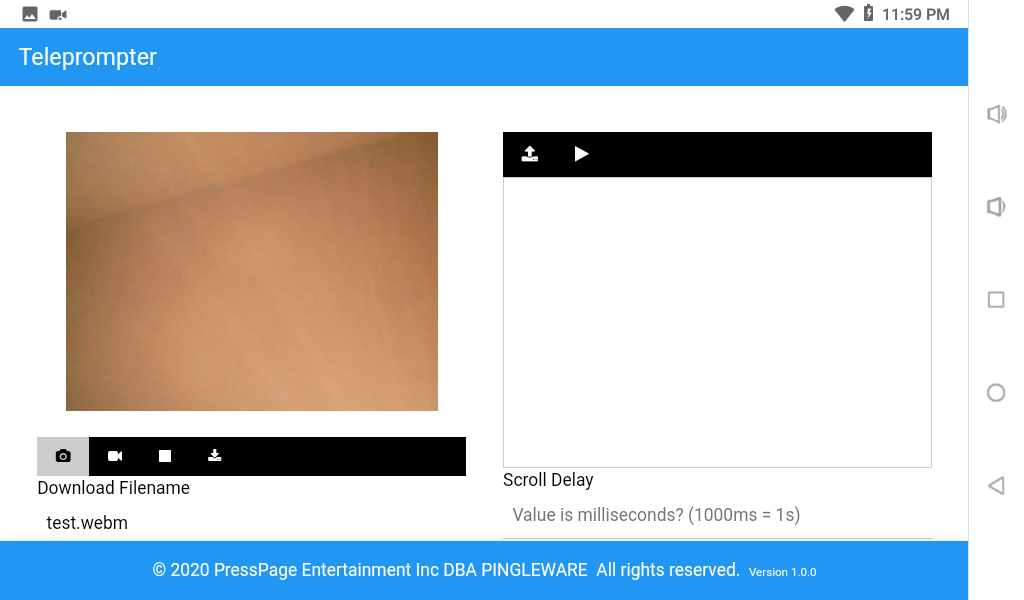 11:59 PM
Teleprompter
Download Filename
test.webm
Scroll Delay
Value is milliseconds? (1000ms = 1s)
© 2020 PressPage Entertainment Inc DBA PINGLEWARE  All rights reserved.  Version 1.0.0